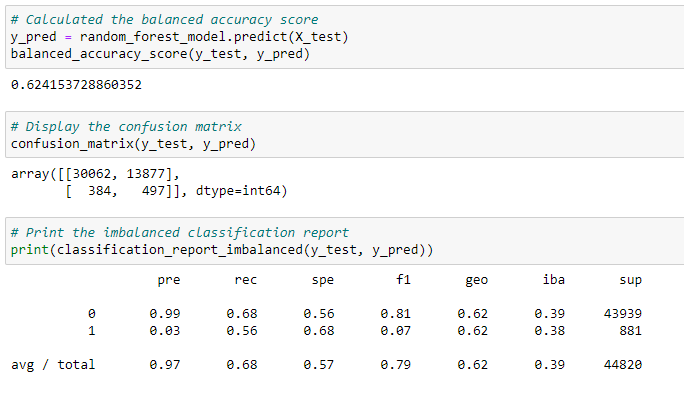 # Calculated the balanced accuracy score
y_pred = random_forest_model.predict(X_test)
balanced_accuracy_score(y_test, y_pred)
0.624153728860352
# Display the confusion matrix
confusion_matrix(y_test, y_pred)
array([[30062, 13877],
[ 384, 497]], dtype=int64)
# Print the imbalanced classification report
print(classification_report_imbalanced(y_test, y_pred))
pre rec spe f1 geo iba sup
0 0.99 0.68 0.56 0.81 0.62 0.39 43939
1 0.03 0.56 0.68 0.07 0.62 0.38 881
avg / total 0.97 0.68 0.57 0.79 0.62 0.39 44820